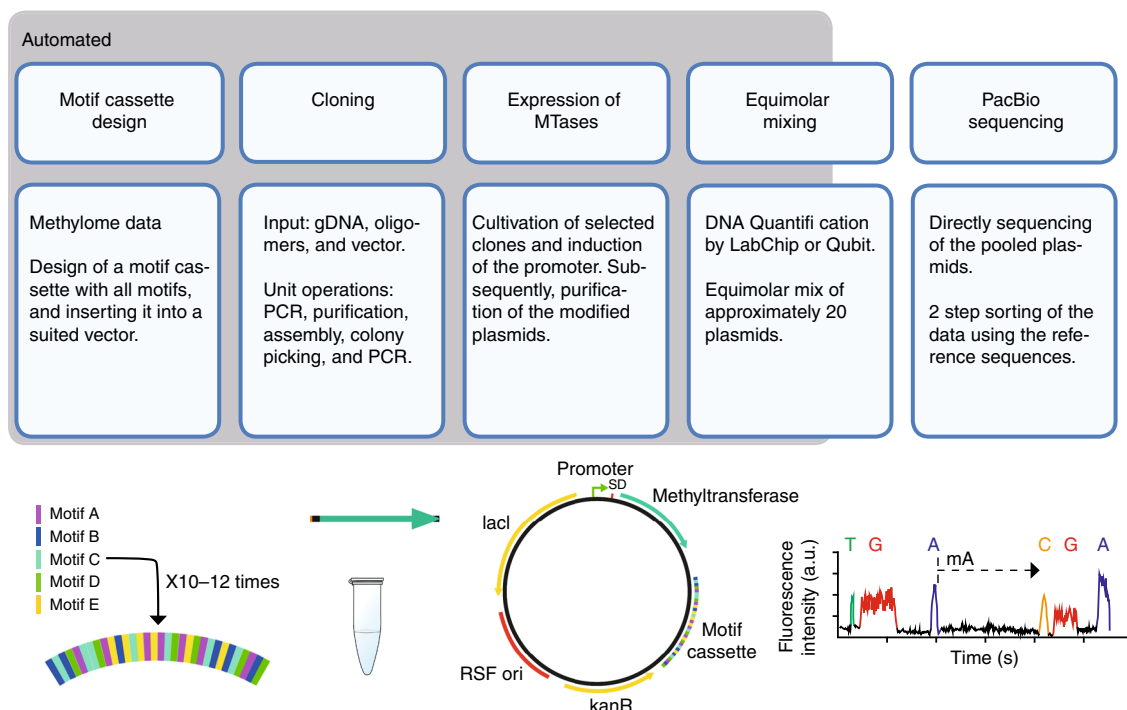 Automated
Motif cassette
design
Cloning
Expression of
MTases
Equimolar
mixing
PacBio
sequencing
Methylome data
Design of a motif cas-
sette with all motifs,
and inserting it into a
suited vector.
Input: gDNA, oligo-
mers, and vector.
Unit operations:
PCR, purification,
assembly, colony
picking, and PCR.
Cultivation of selected
clones and induction
of the promoter. Sub-
sequently, purifica-
tion of the modified
plasmids.
DNA Quantifi cation
by LabChip or Qubit.
Equimolar mix of
approximately 20
plasmids.
Directly sequencing
of the pooled plas-
mids.
2 step sorting of the
data using the refe-
rence sequences.
Motif A
Motif B
Motif C
Motif D
Motif E
X10–12 times
Promoter
SD
Methyltransferase
lacI
Motif
cassette
RSF ori
kanR
T G A C G A
mA
Fluorescence
intensity (a.u.)
Time (s)